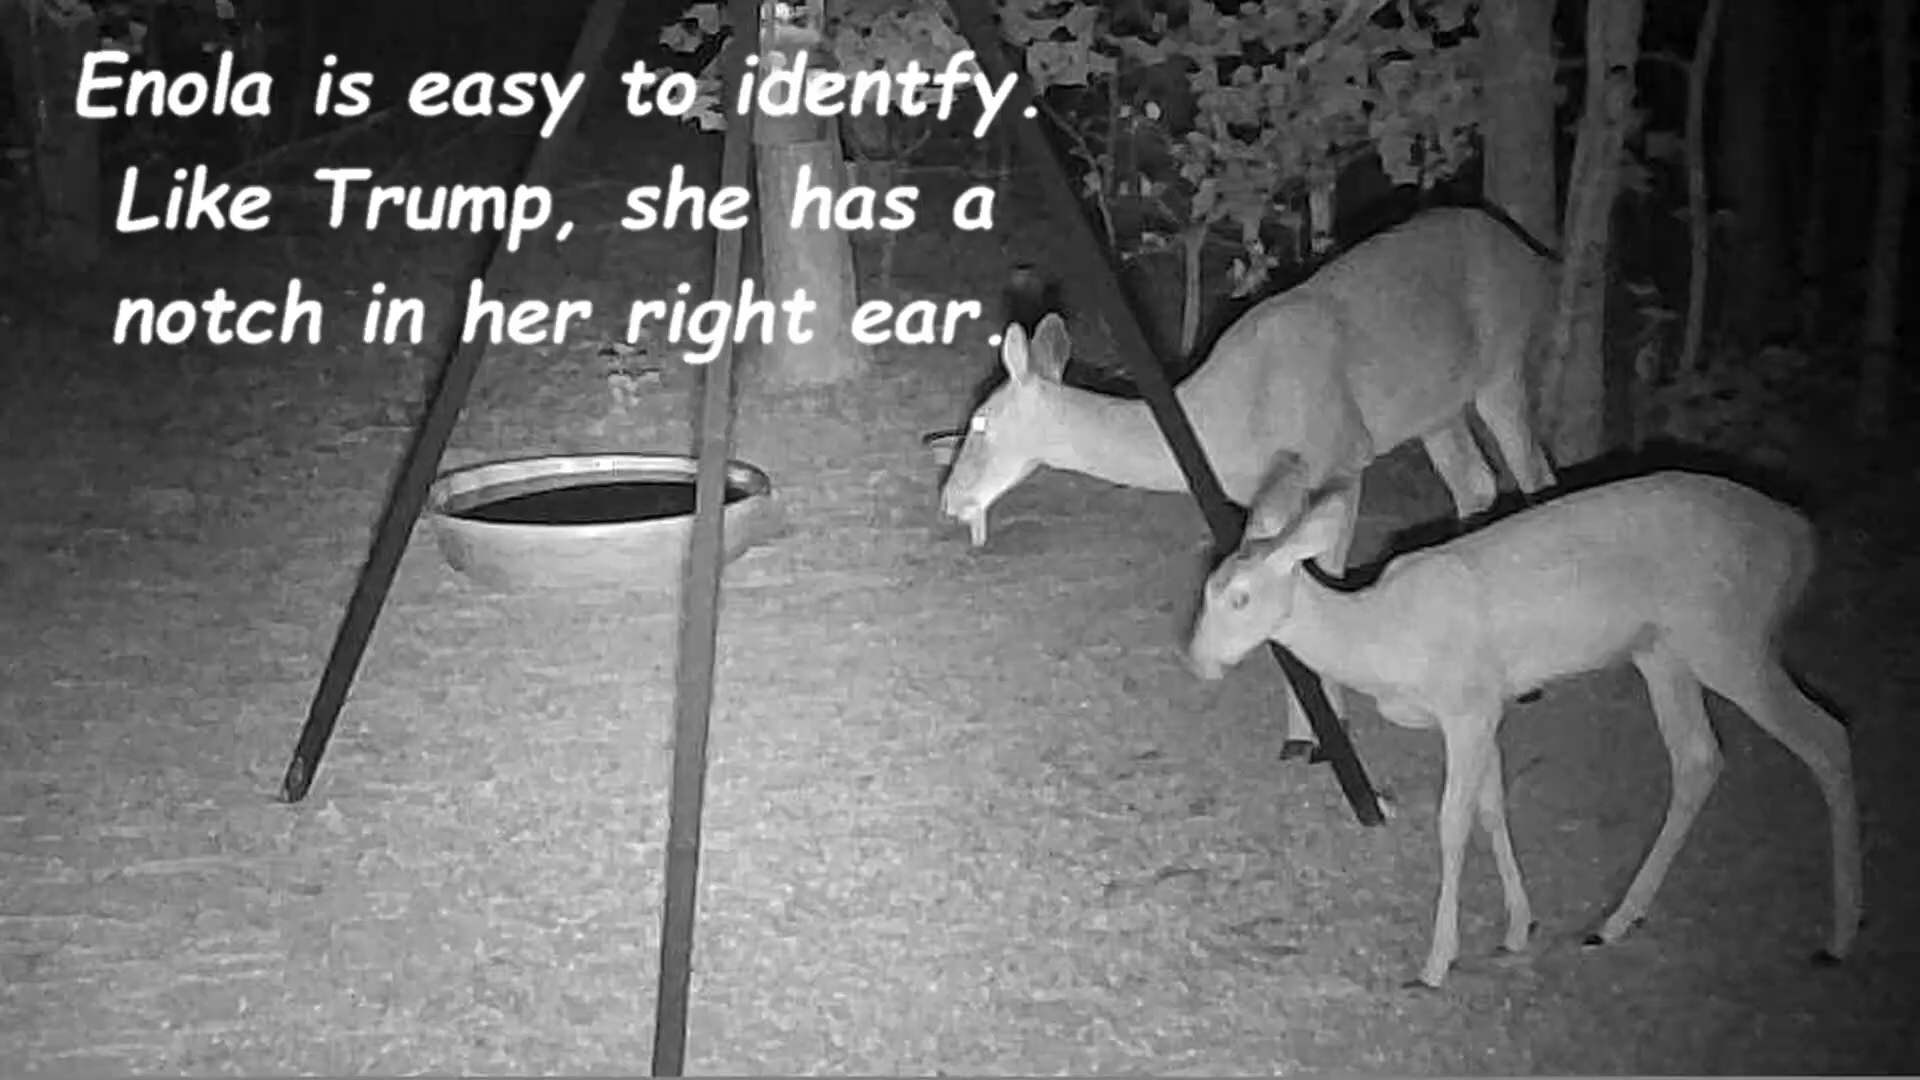 Enola is easy to identfy.
Like Trump, she has a
notch in her right ear.